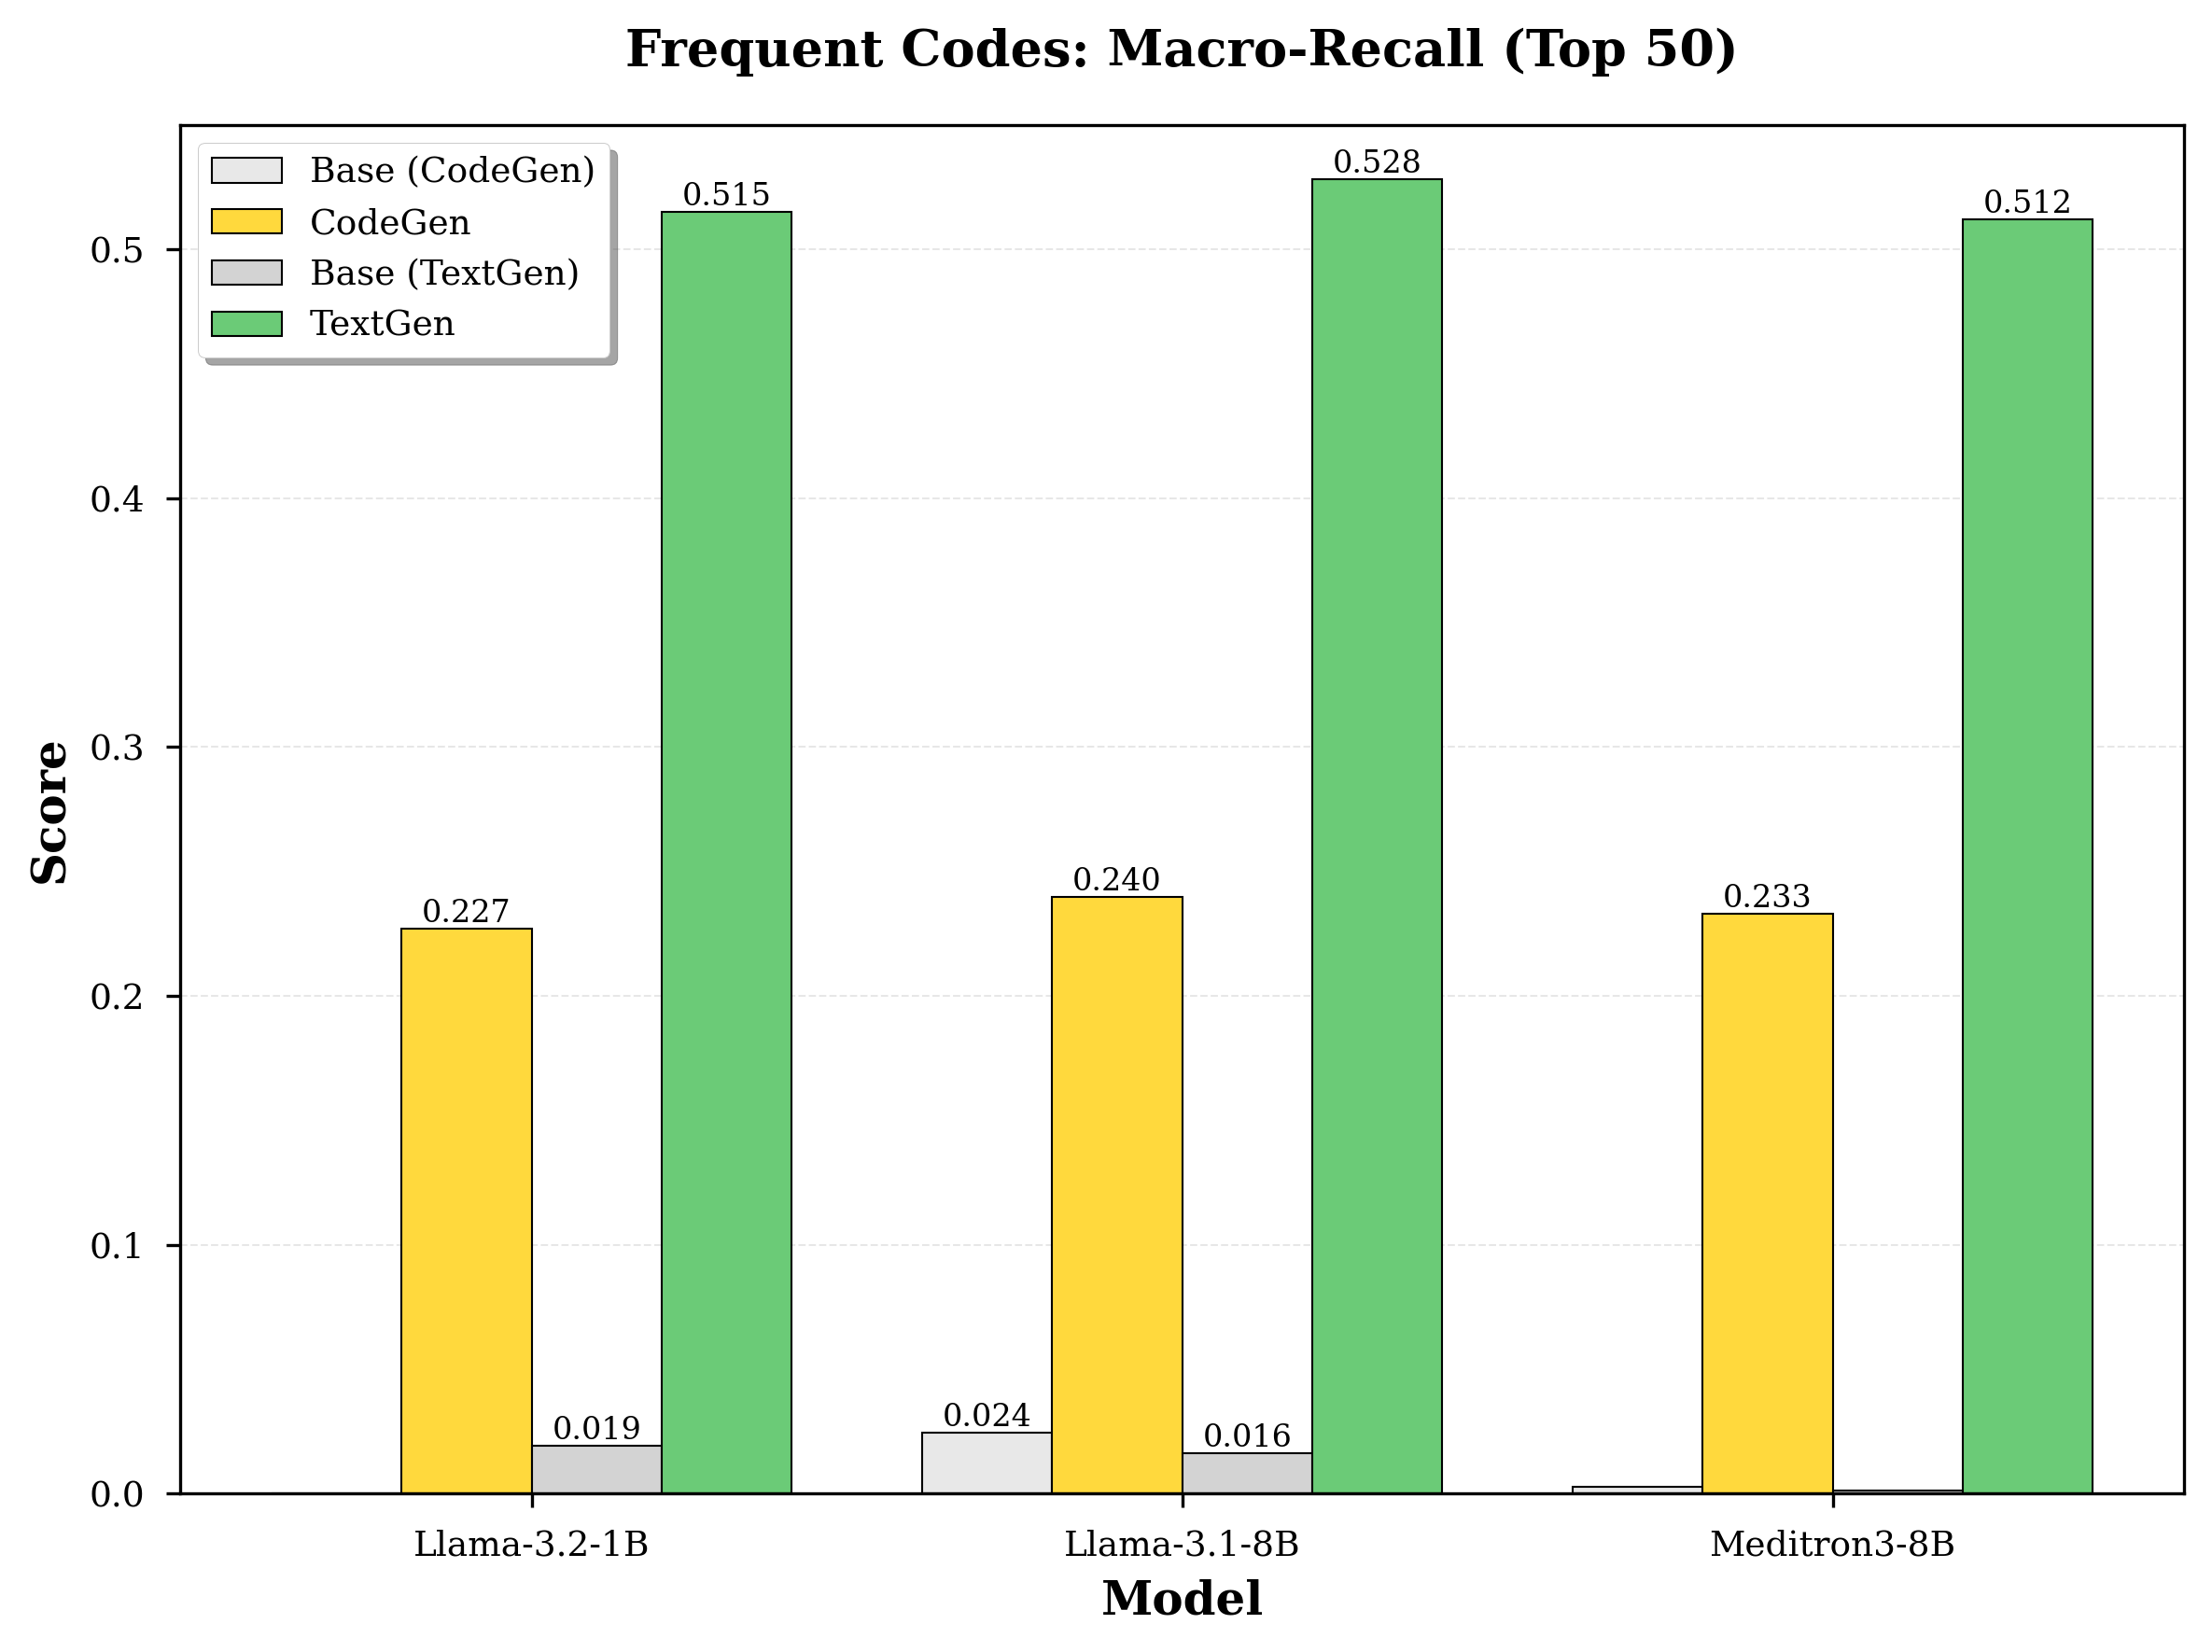 Frequent Codes: Macro-Recall (Top 50)
Base (CodeGen)
CodeGen
Base (TextGen)
TextGen
0.515
0.528
0.512
0.227
0.240
0.233
0.019
0.024
0.016
0.5
0.4
0.3
0.2
0.1
0.0
Score
Llama-3.2-1B
Llama-3.1-8B
Meditron3-8B
Model